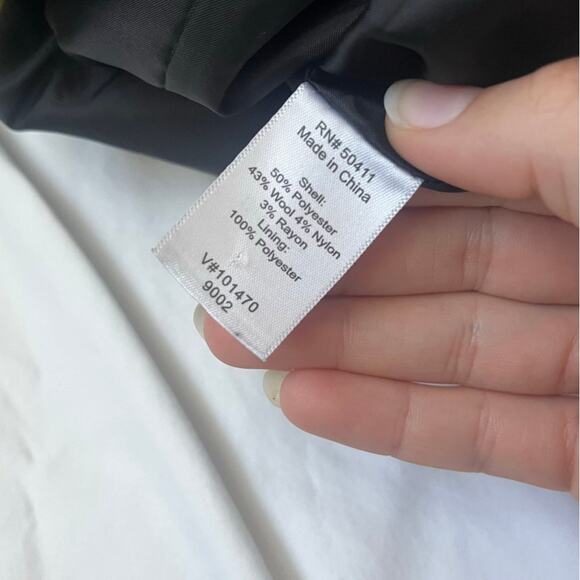 RN# 50411
Made in China
Shell:
50% Polyester
43% Wool 4% Nylon
3% Rayon
Lining:
100% Polyester
V#101470
9002